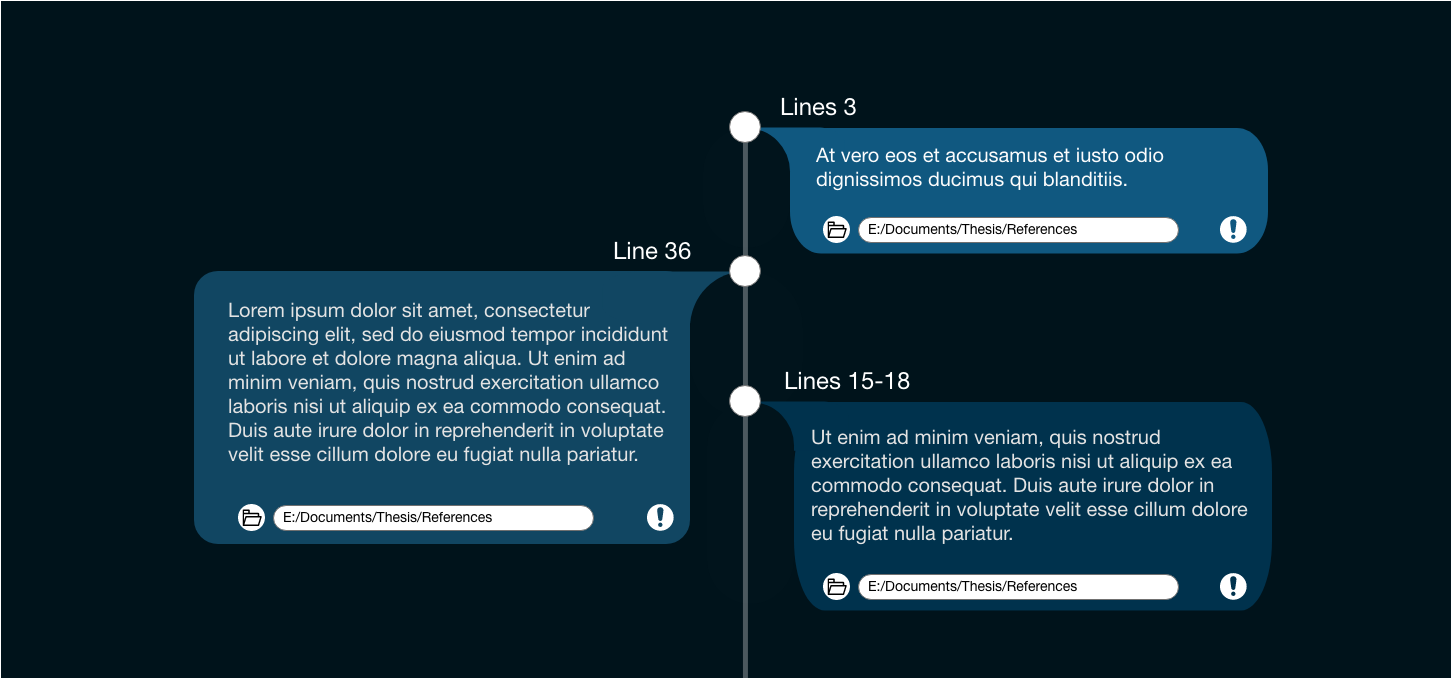 Lines 3
At vero eos et accusamus et iusto odio
dignissimos ducimus qui blanditiis.
E:/Documents/Thesis/References
Line 36
Lorem ipsum dolor sit amet, consectetur
adipiscing elit, sed do eiusmod tempor incididunt
ut labore et dolore magna aliqua. Ut enim ad
minim veniam, quis nostrud exercitation ullamco
laboris nisi ut aliquip ex ea commodo consequat.
Duis aute irure dolor in reprehenderit in voluptate
velit esse cillum dolore eu fugiat nulla pariatur.
E:/Documents/Thesis/References
Lines 15-18
Ut enim ad minim veniam, quis nostrud
exercitation ullamco laboris nisi ut aliquip ex ea
commodo consequat. Duis aute irure dolor in
reprehenderit in voluptate velit esse cillum dolore
eu fugiat nulla pariatur.
E:/Documents/Thesis/References